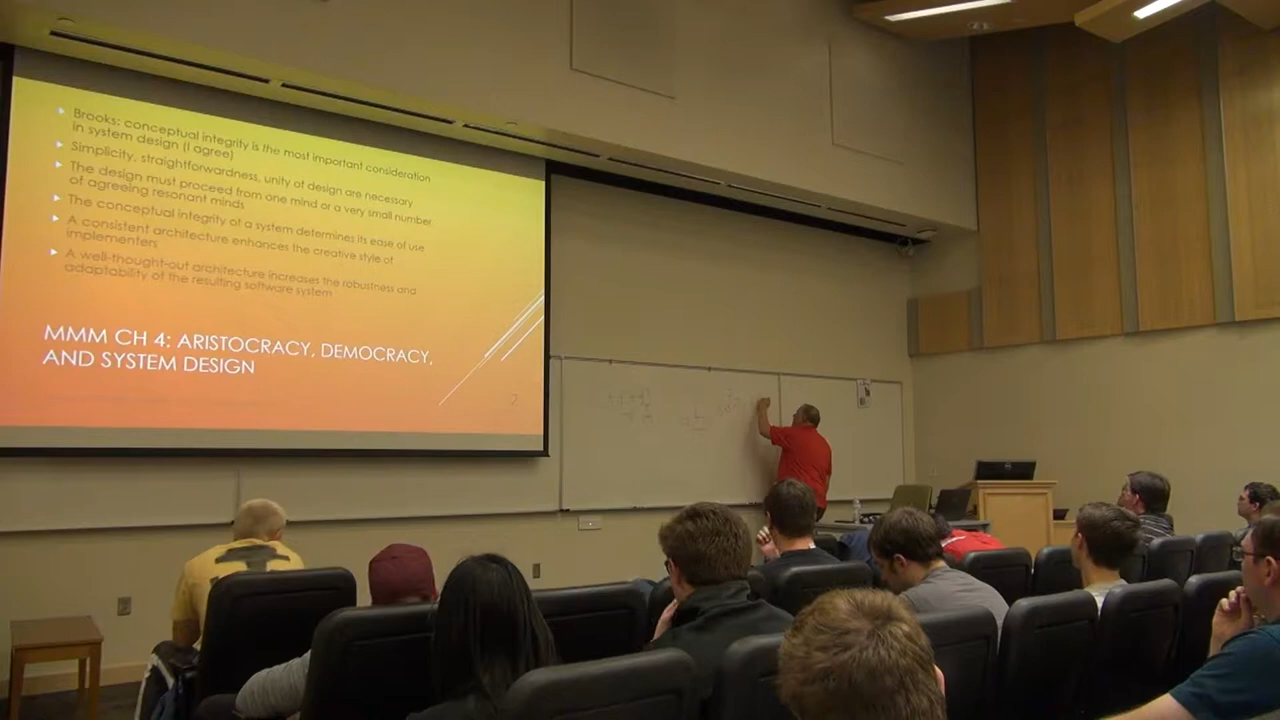 Brooks: conceptual integrity is the most important consideration
in system design (I agree)
Simplicity, straightforwardness, unity of design are necessary
The design must proceed from one mind or a very small number
of agreeing resonant minds
The conceptual integrity of a system determines its ease of use
A consistent architecture enhances the creative style of
implementers
A well-thought-out architecture increases the robustness and
adaptability of the resulting software system
MMM CH 4: ARISTOCRACY, DEMOCRACY,
AND SYSTEM DESIGN
7